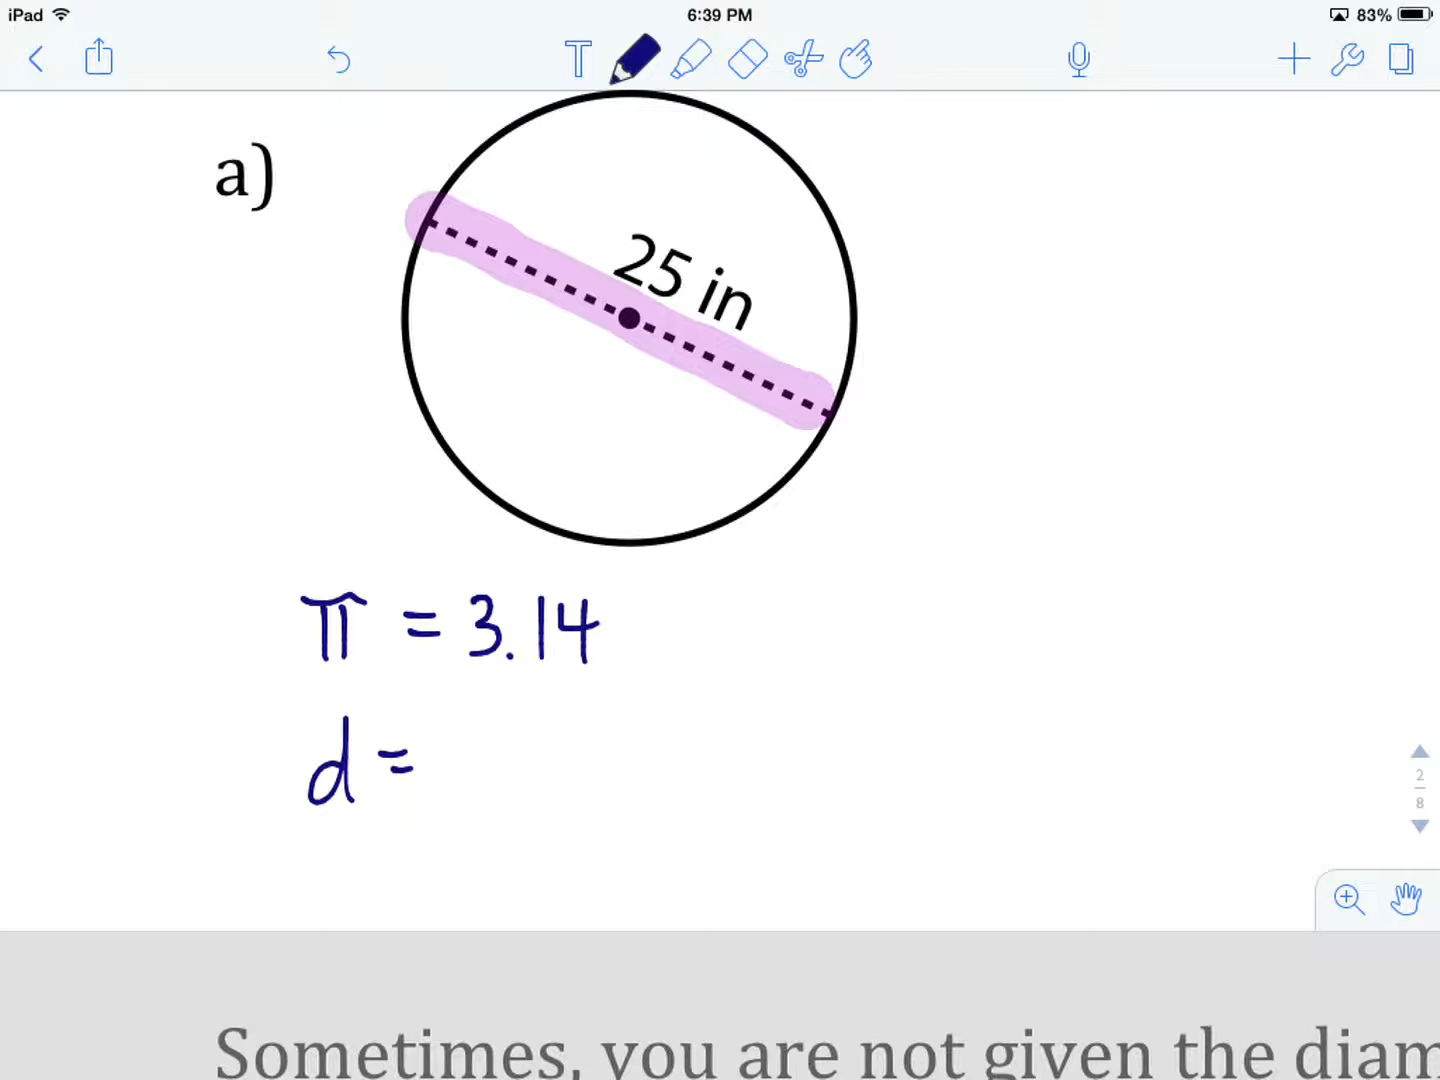 iPad 6:39 PM 83%
T
a)
25 in
π = 3.14
d =
2
8
Sometimes, you are not given the diam